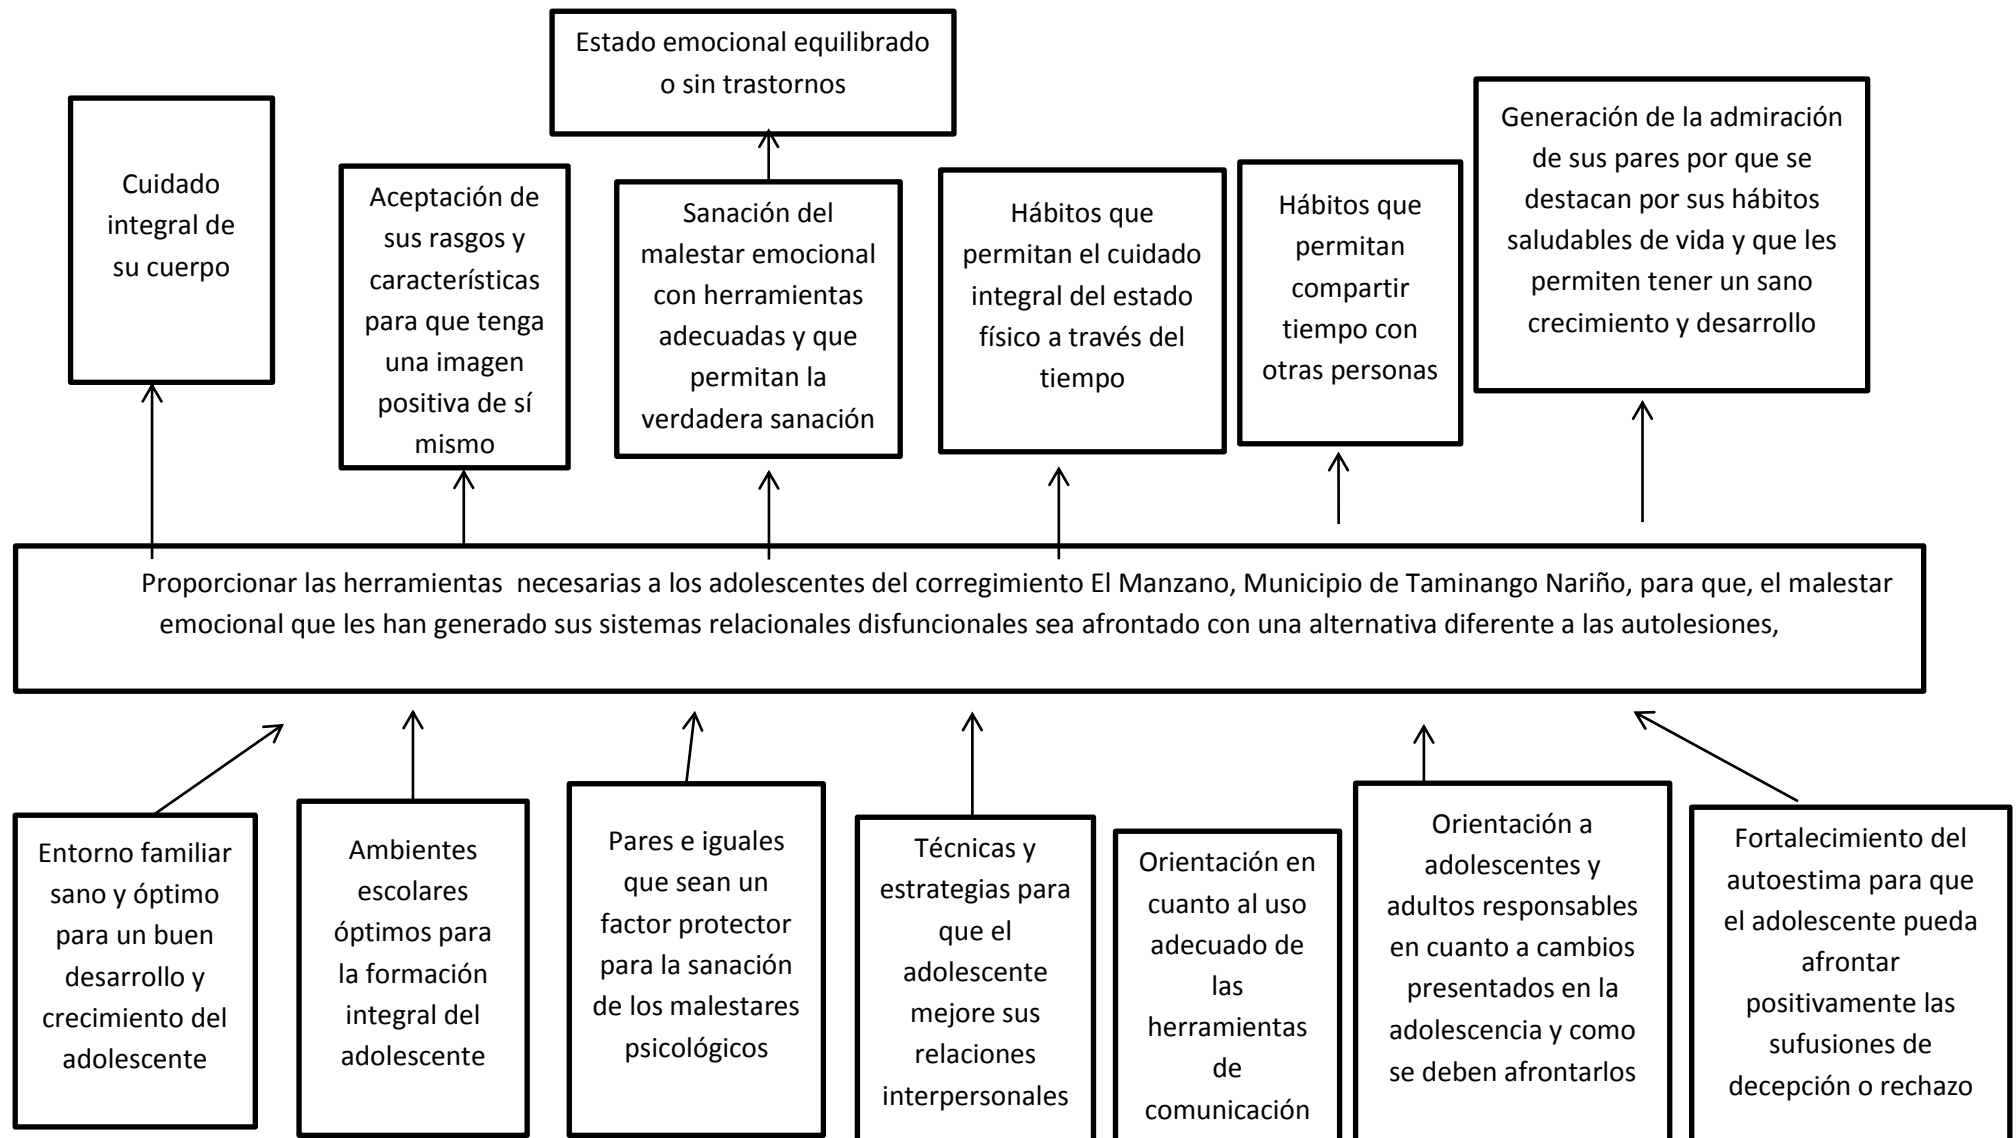 Estado emocional equilibrado
o sin trastornos
Cuidado
integral de
su cuerpo
Aceptación de
sus rasgos y
características
para que tenga
una imagen
positiva de sí
mismo
Sanación del
malestar emocional
con herramientas
adecuadas y que
permitan la
verdadera sanación
Hábitos que
permitan el cuidado
integral del estado
físico a través del
tiempo
Hábitos que
permitan
compartir
tiempo con
otras personas
Generación de la admiración
de sus pares por que se
destacan por sus hábitos
saludables de vida y que les
permiten tener un sano
crecimiento y desarrollo
Proporcionar las herramientas  necesarias a los adolescentes del corregimiento El Manzano, Municipio de Taminango Nariño, para que, el malestar
emocional que les han generado sus sistemas relacionales disfuncionales sea afrontado con una alternativa diferente a las autolesiones,
Entorno familiar
sano y óptimo
para un buen
desarrollo y
crecimiento del
adolescente
Ambientes
escolares
óptimos para
la formación
integral del
adolescente
Pares e iguales
que sean un
factor protector
para la sanación
de los malestares
psicológicos
Técnicas y
estrategias para
que el
adolescente
mejore sus
relaciones
interpersonales
Orientación en
cuanto al uso
adecuado de
las
herramientas
de
comunicación
Orientación a
adolescentes y
adultos responsables
en cuanto a cambios
presentados en la
adolescencia y como
se deben afrontarlos
Fortalecimiento del
autoestima para que
el adolescente pueda
afrontar
positivamente las
sufusiones de
decepción o rechazo